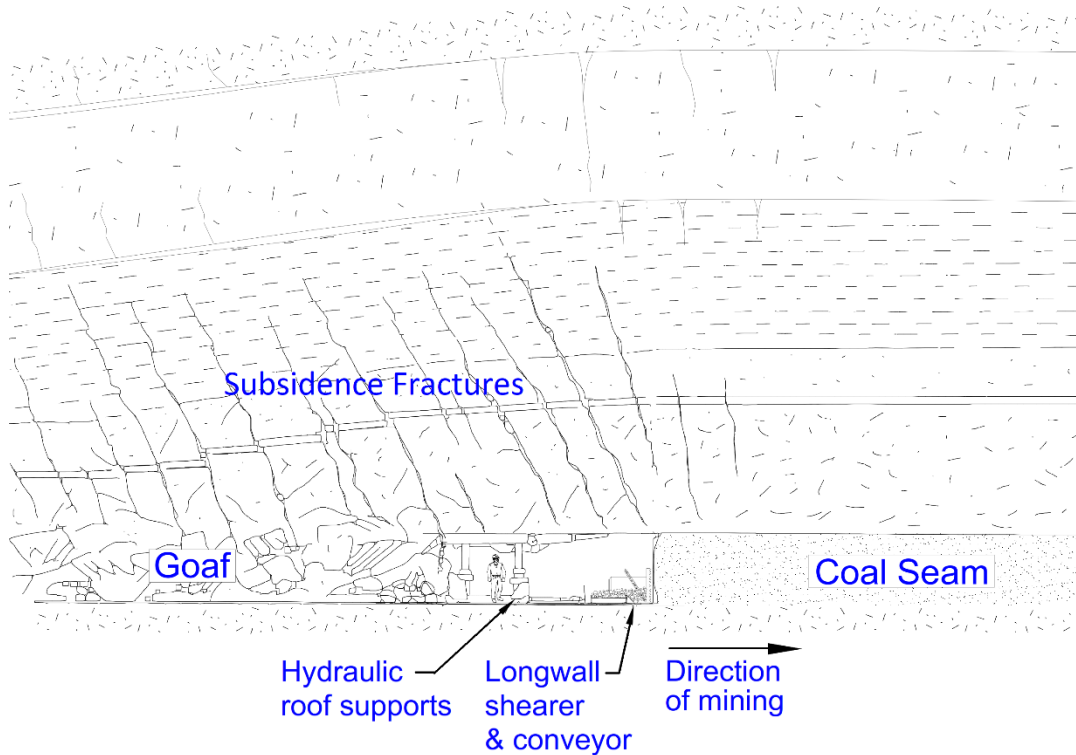 Subsidence Fractures
Goaf
Coal Seam
Hydraulic
roof supports
Longwall
shearer
& conveyor
Direction
of mining